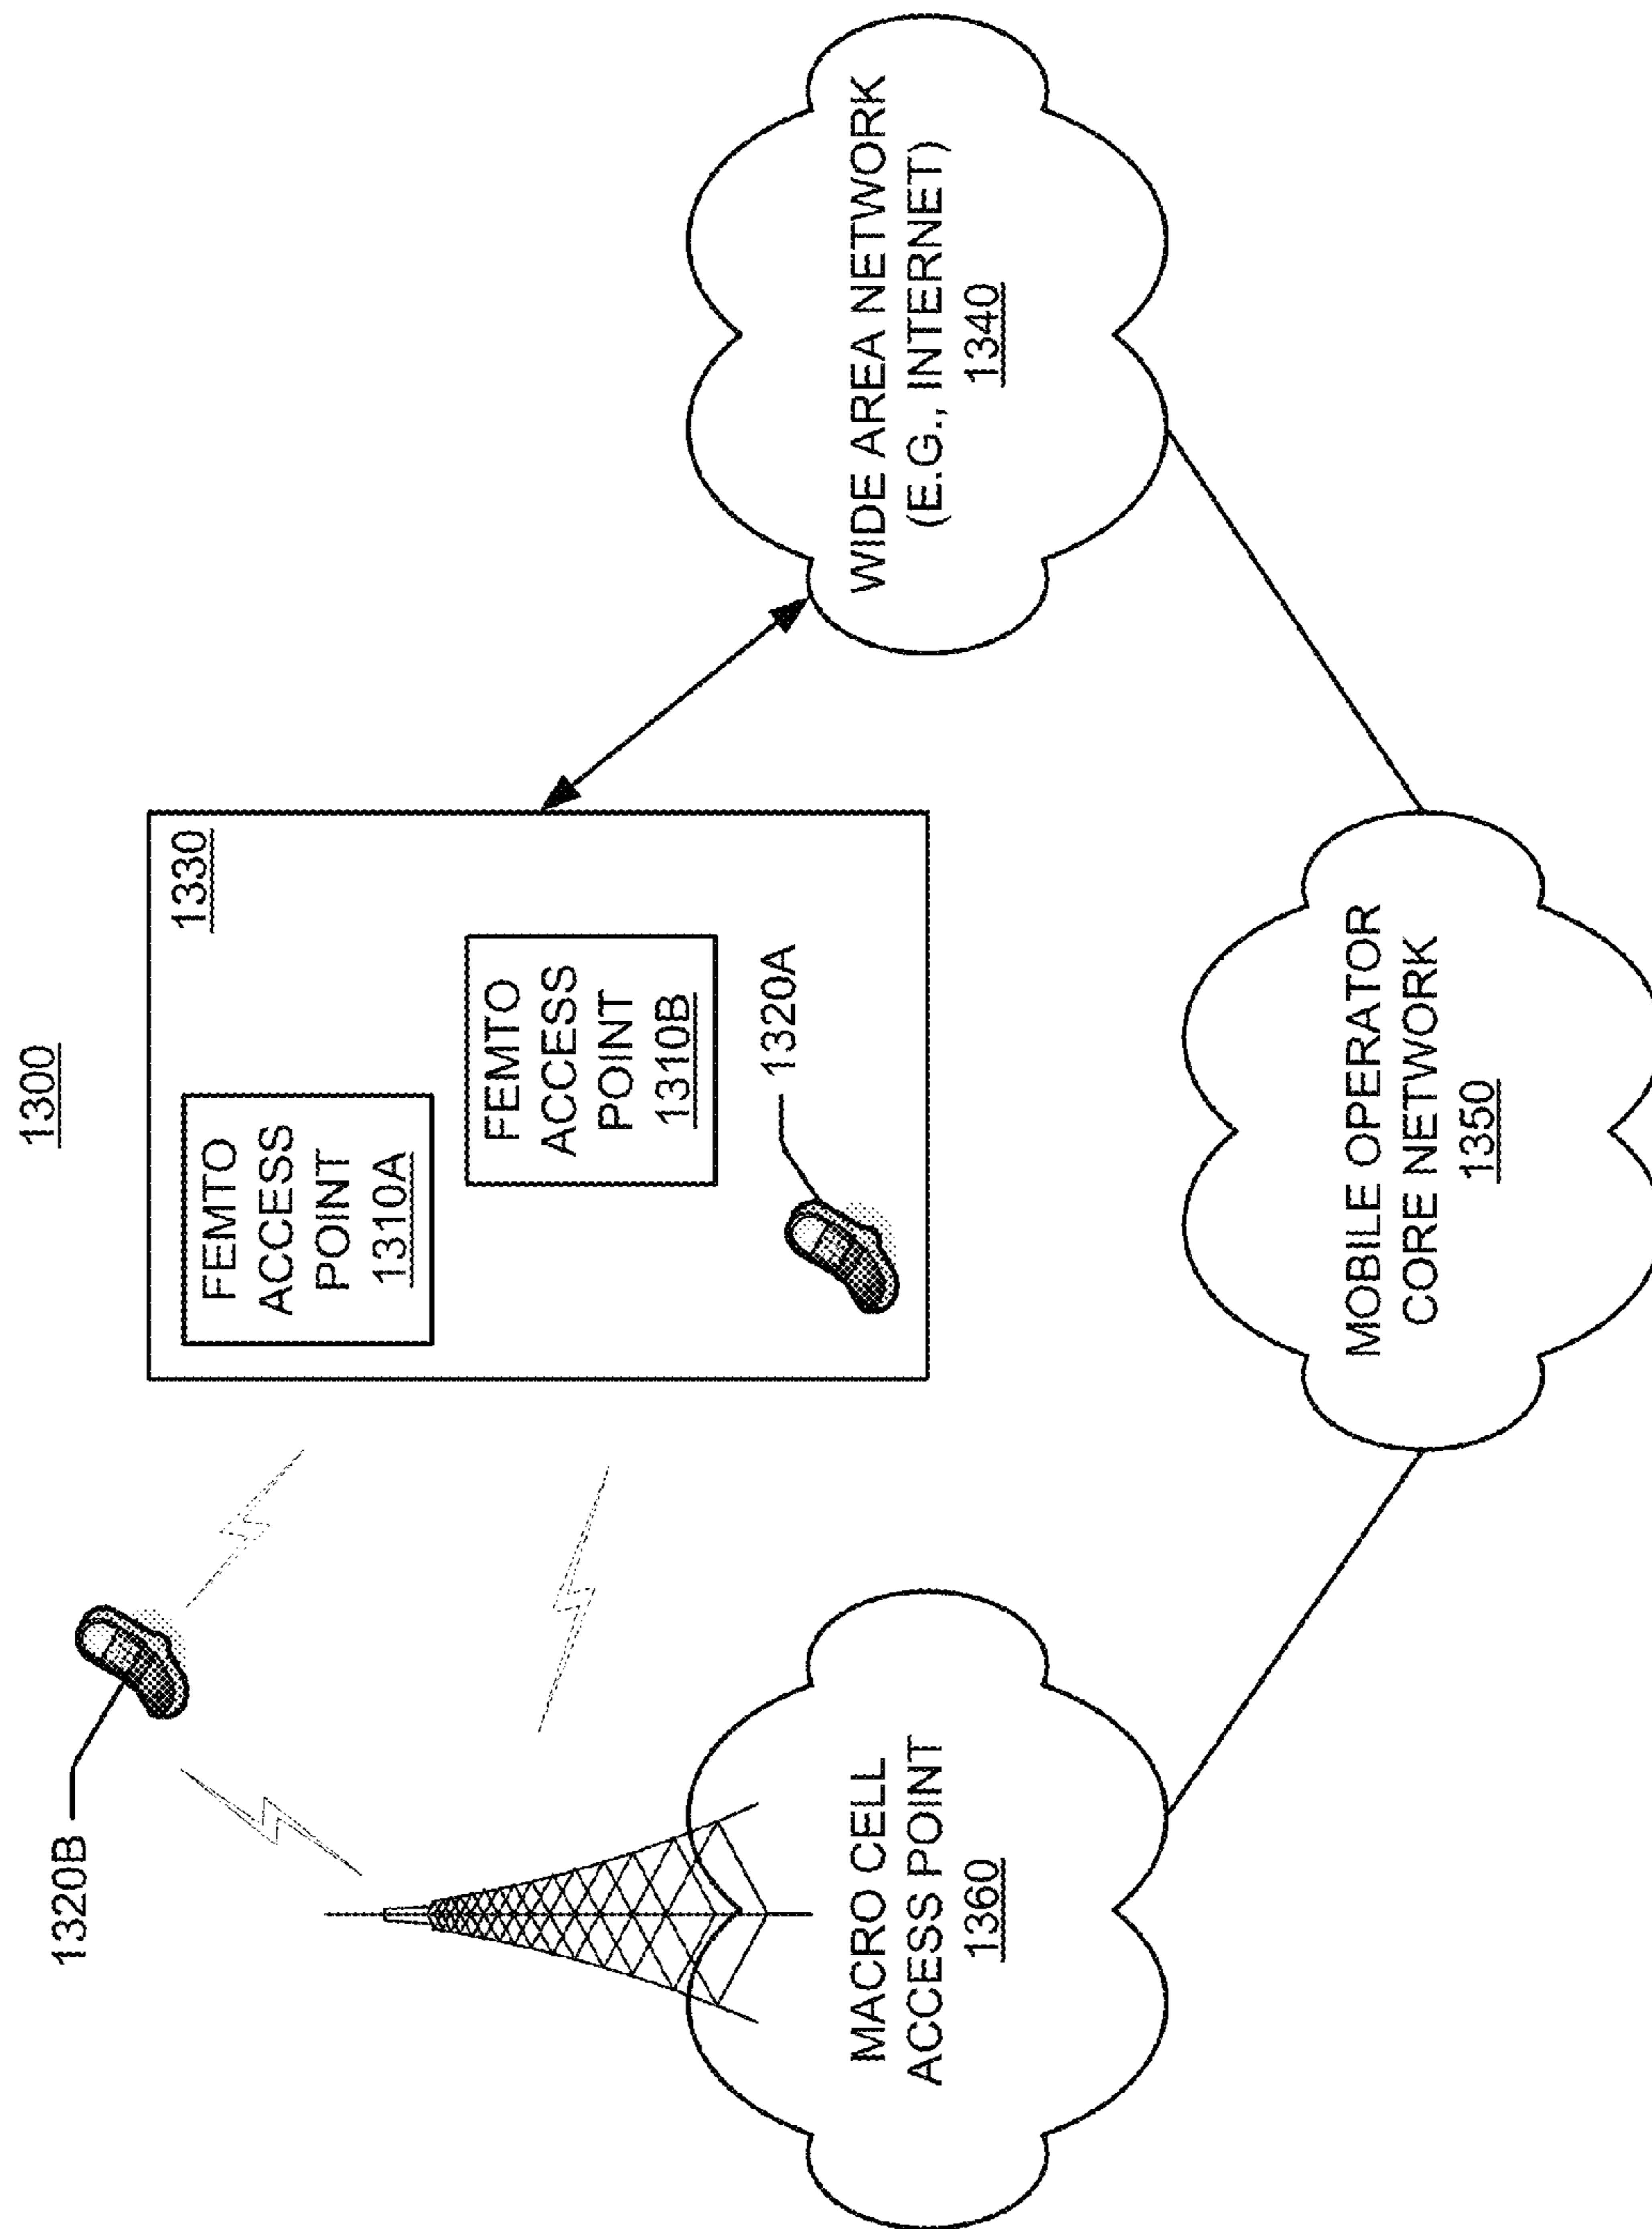 1300
1320B
1330
FEMTO
ACCESS
POINT
1310A
FEMTO
ACCESS
POINT
1310B
1320A
MACRO CELL
ACCESS POINT
1360
WIDE AREA NETWORK
(E.G., INTERNET)
1340
MOBILE OPERATOR
CORE NETWORK
1350